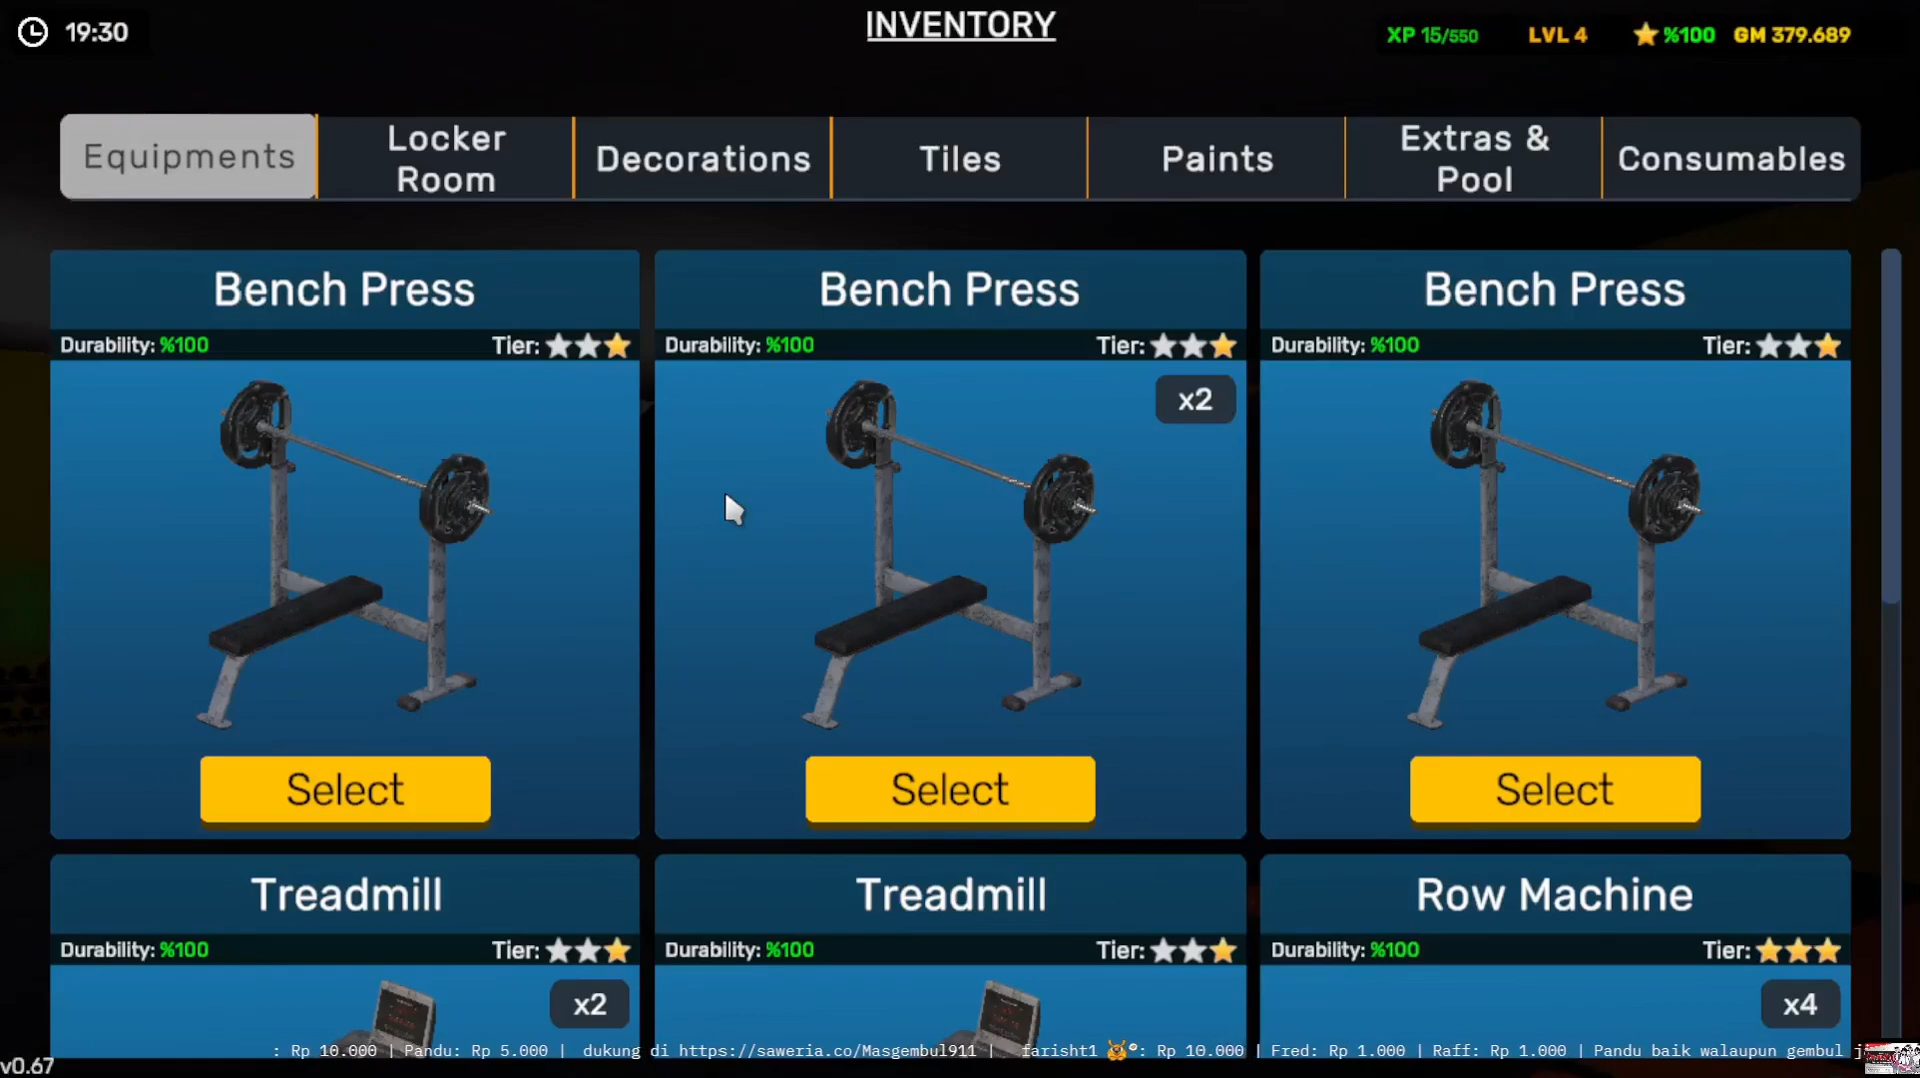 19:30
INVENTORY
XP 15/550 LVL 4 %100 GM 379.689
Equipments
Locker
Room
Decorations
Tiles
Paints
Extras &
Pool
Consumables
Bench Press
Durability: %100 Tier:
Select
Bench Press
Durability: %100 Tier:
x2
Select
Bench Press
Durability: %100 Tier:
Select
Treadmill
Durability: %100 Tier:
x2
Treadmill
Durability: %100 Tier:
Row Machine
Durability: %100 Tier:
x4
: Rp 10.000 | Pandu: Rp 5.000 | dukung di https://saweria.co/Masgembul911 | farisht1 : Rp 10.000 | Fred: Rp 1.000 | Raff: Rp 1.000 | Pandu baik walaupun gembul
v0.67